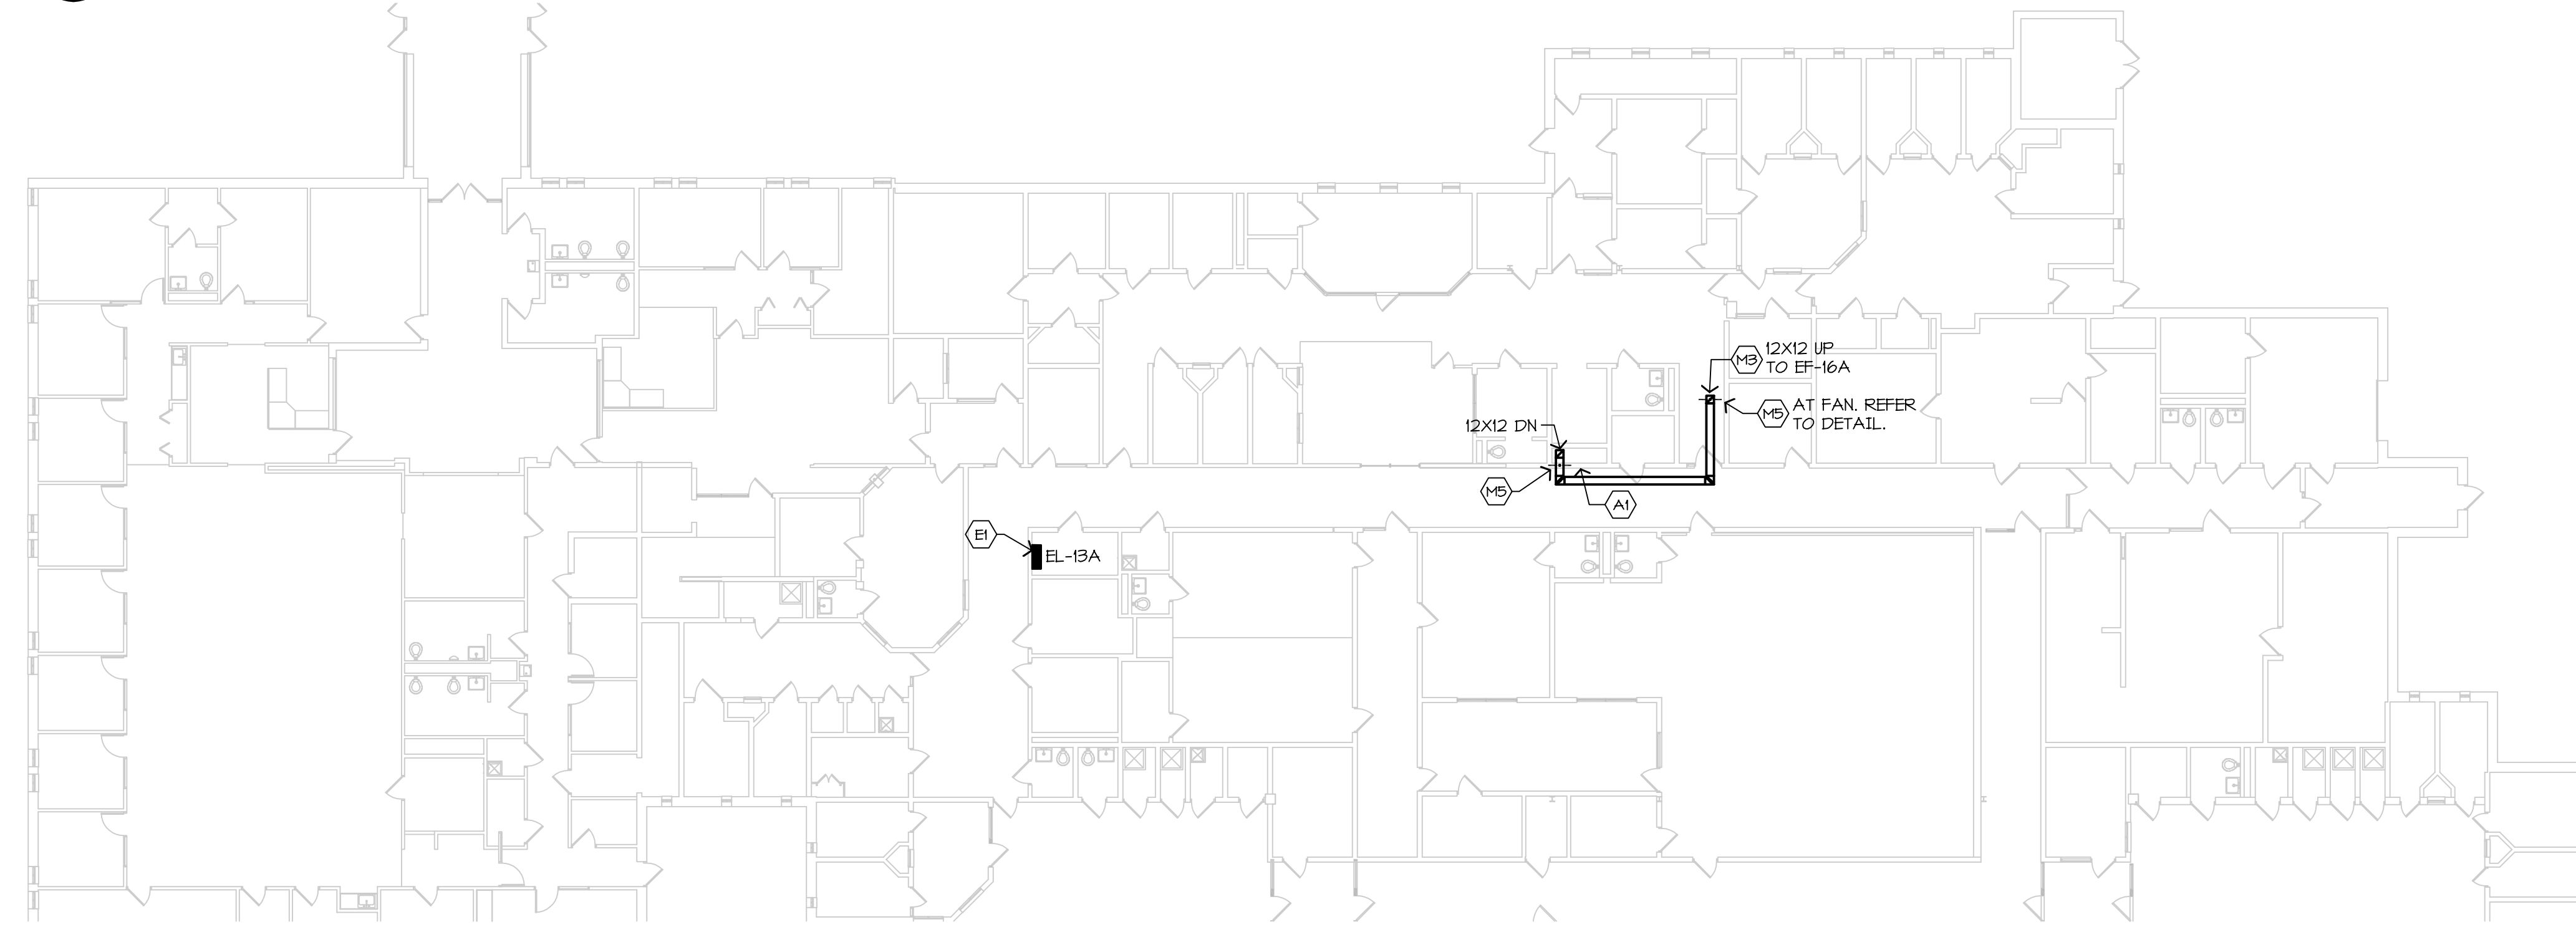 M3 12X12 UP
TO EF-16A
M5 AT FAN. REFER
TO DETAIL.
12X12 DN
M5
A1
E1
EL-13A